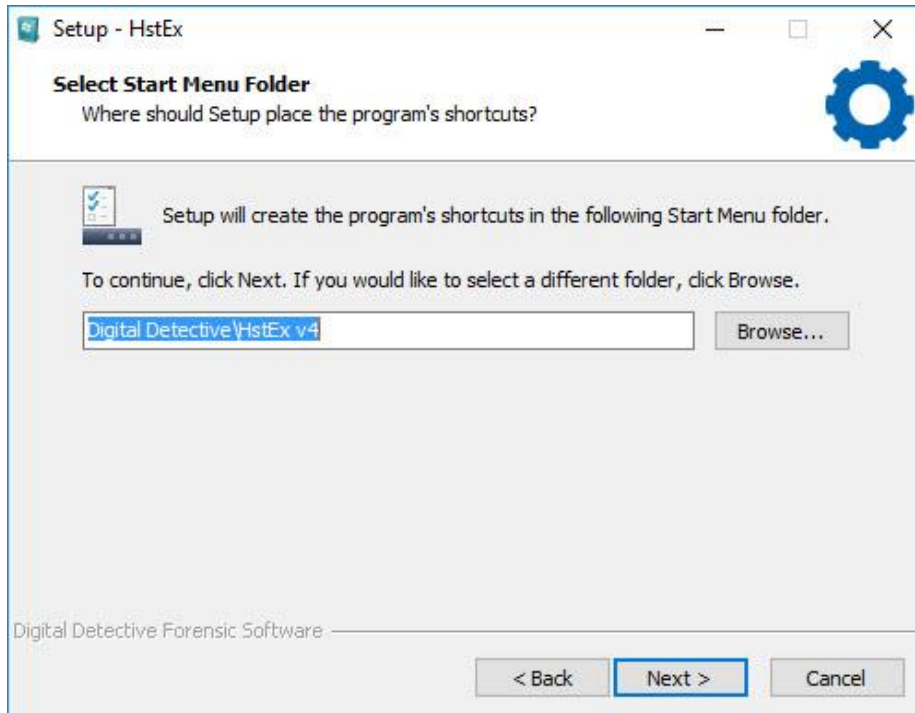 Setup - HstEx
Select Start Menu Folder
Where should Setup place the program's shortcuts?
Setup will create the program's shortcuts in the following Start Menu folder.
To continue, click Next. If you would like to select a different folder, click Browse.
Digital Detective\HstEx v4
Browse...
Digital Detective Forensic Software
< Back
Next >
Cancel